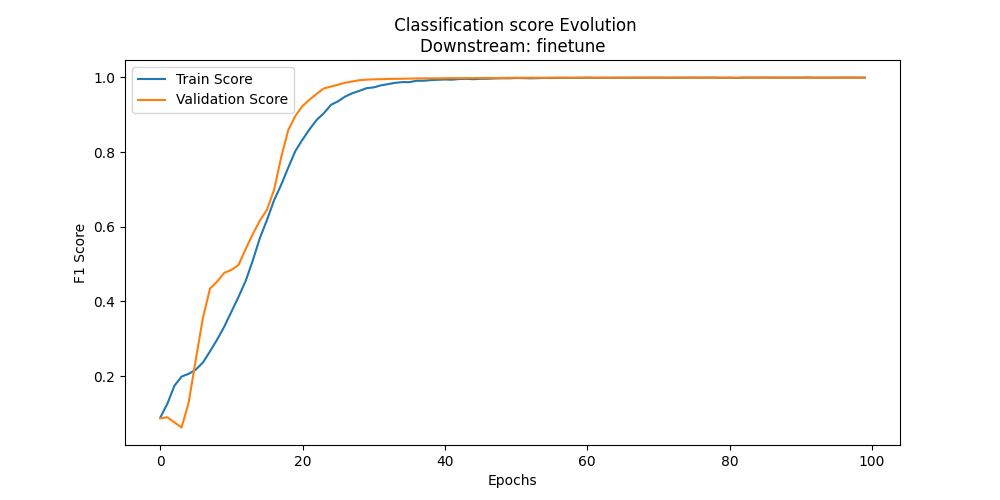 Classification score Evolution
Downstream: finetune
Train Score
Validation Score
F1 Score
1.0
0.8
0.6
0.4
0.2
0 20 40 60 80 100
Epochs